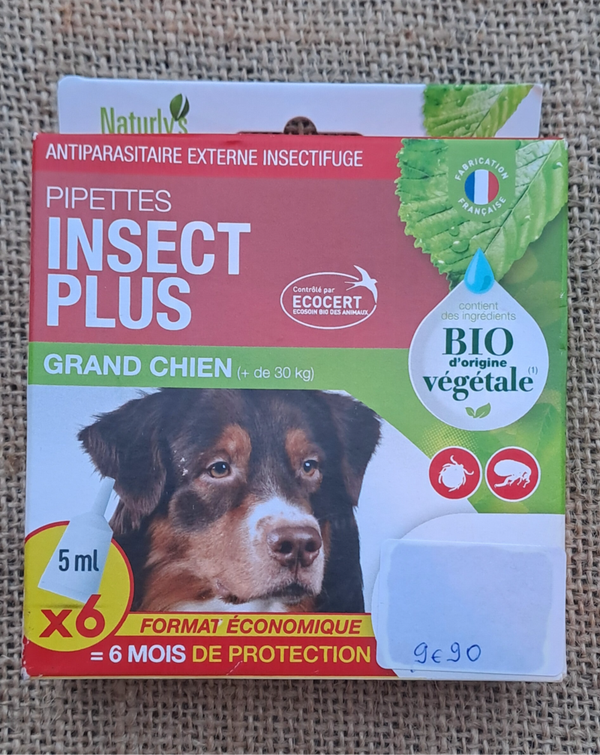 Naturly's
ANTIPARASITAIRE EXTERNE INSECTIFUGE
PIPETTES
INSECT
PLUS
FABRICATION
FRANÇAISE
Contrôlé par
ECOCERT
ECOSOIN BIO DES ANIMAUX
contient
des ingrédients
BIO
d'origine
végétale(1)
GRAND CHIEN (+ de 30 kg)
5 ml
x6
FORMAT ÉCONOMIQUE
= 6 MOIS DE PROTECTION
9€90